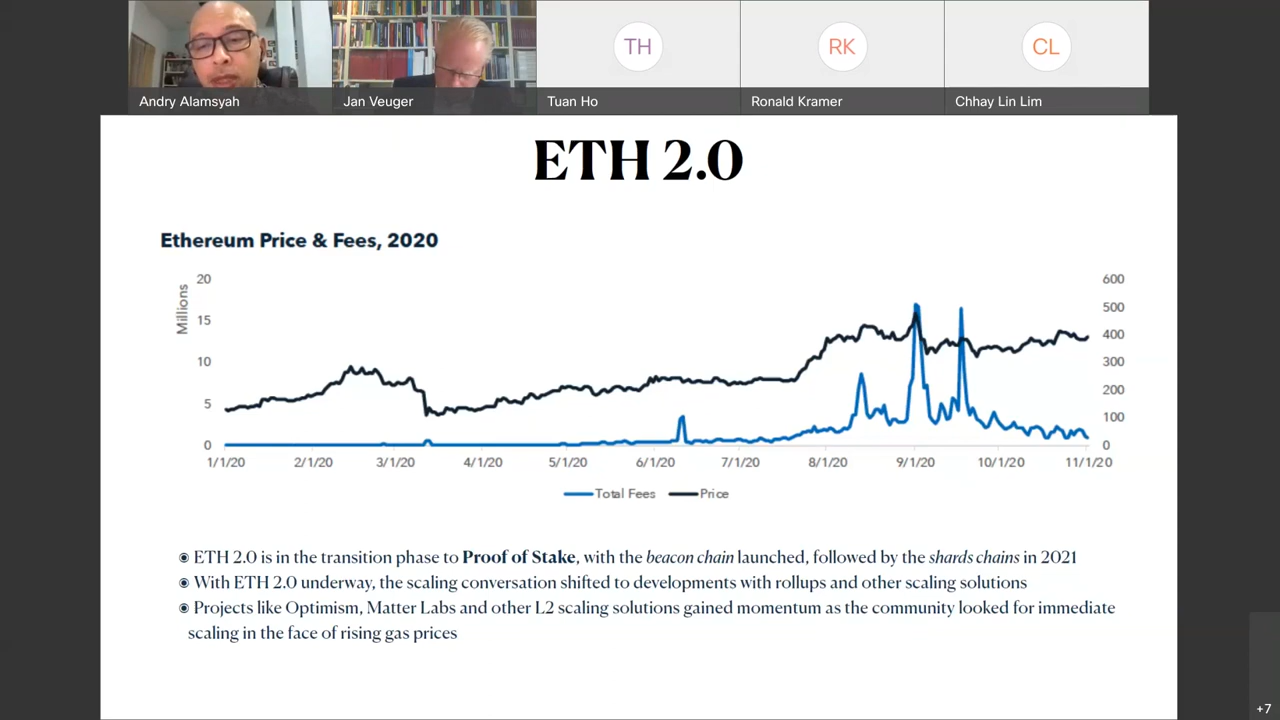 TH
RK
CL
Andry Alamsyah
Jan Veuger
Tuan Ho
Ronald Kramer
Chhay Lin Lim
ETH 2.0
Ethereum Price & Fees, 2020
Millions
20
15
10
5
0
600
500
400
300
200
100
0
1/1/20 2/1/20 3/1/20 4/1/20 5/1/20 6/1/20 7/1/20 8/1/20 9/1/20 10/1/20 11/1/20
Total Fees Price
◉ ETH 2.0 is in the transition phase to Proof of Stake, with the beacon chain launched, followed by the shards chains in 2021
◉ With ETH 2.0 underway, the scaling conversation shifted to developments with rollups and other scaling solutions
◉ Projects like Optimism, Matter Labs and other L2 scaling solutions gained momentum as the community looked for immediate
scaling in the face of rising gas prices
+7